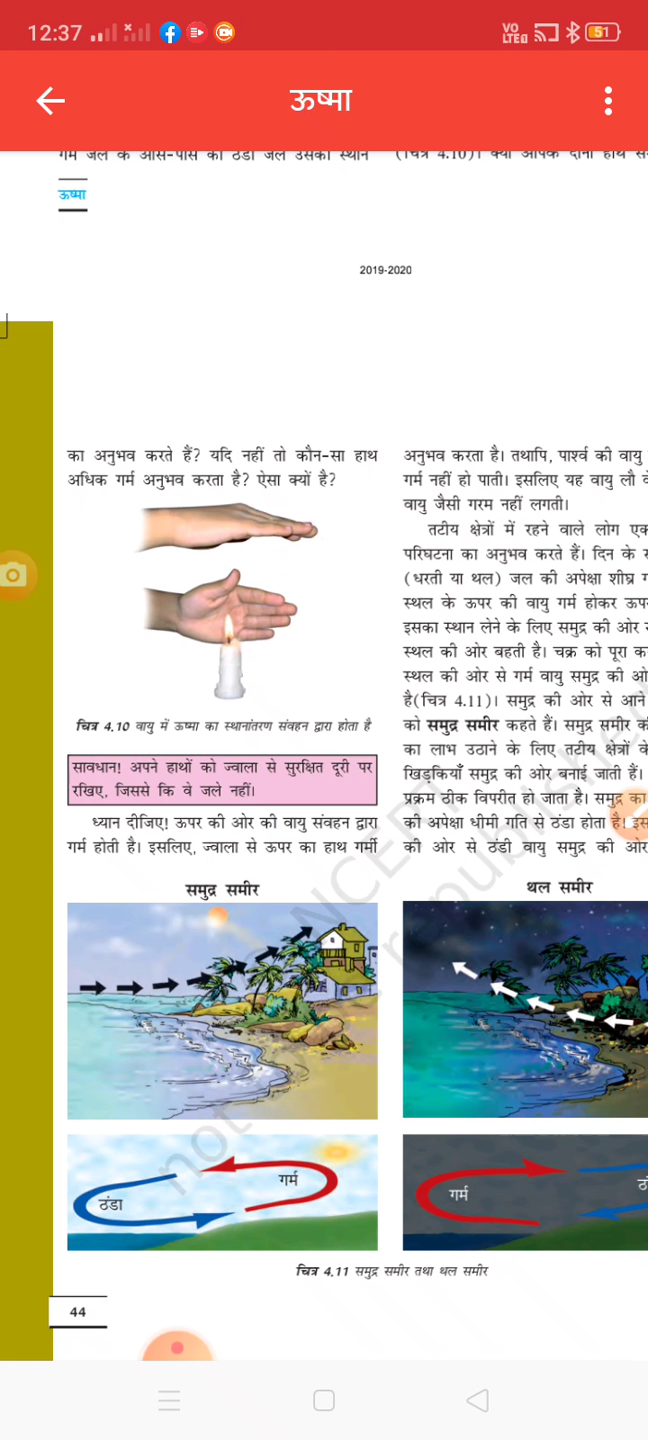 12:37
VO
LTE
51
ऊष्मा
गर्म जल के आस-पास का ठंडा जल उसका स्थान
(चित्र 4.10)। क्या आपके दोनों हाथ
ऊष्मा
2019-2020
का अनुभव करते हैं? यदि नहीं तो कौन-सा हाथ
अधिक गर्म अनुभव करता है? ऐसा क्यों है?
चित्र 4.10 वायु में ऊष्मा का स्थानांतरण संवहन द्वारा होता है
सावधान! अपने हाथों को ज्वाला से सुरक्षित दूरी पर
रखिए, जिससे कि वे जले नहीं।
ध्यान दीजिए! ऊपर की ओर की वायु संवहन द्वारा
गर्म होती है। इसलिए, ज्वाला से ऊपर का हाथ गर्मी
अनुभव करता है। तथापि, पार्श्व की वायु
गर्म नहीं हो पाती। इसलिए यह वायु लौ
वायु जैसी गरम नहीं लगती।
तटीय क्षेत्रों में रहने वाले लोग एक
परिघटना का अनुभव करते हैं। दिन के
(धरती या थल) जल की अपेक्षा शीघ्र
स्थल के ऊपर की वायु गर्म होकर
इसका स्थान लेने के लिए समुद्र की ओर
स्थल की ओर बहती है। चक्र को पूरा
स्थल की ओर से गर्म वायु समुद्र की
है(चित्र 4.11)। समुद्र की ओर से आने
को समुद्र समीर कहते हैं। समुद्र समीर
का लाभ उठाने के लिए तटीय क्षेत्रों
खिड़कियाँ समुद्र की ओर बनाई जाती हैं।
प्रक्रम ठीक विपरीत हो जाता है। समुद्र का
की अपेक्षा धीमी गति से ठंडा होता है।
की ओर से ठंडी वायु समुद्र की ओर
समुद्र समीर
थल समीर
गर्म
ठंडा
गर्म
चित्र 4.11 समुद्र समीर तथा थल समीर
44
not
NCERT
republished